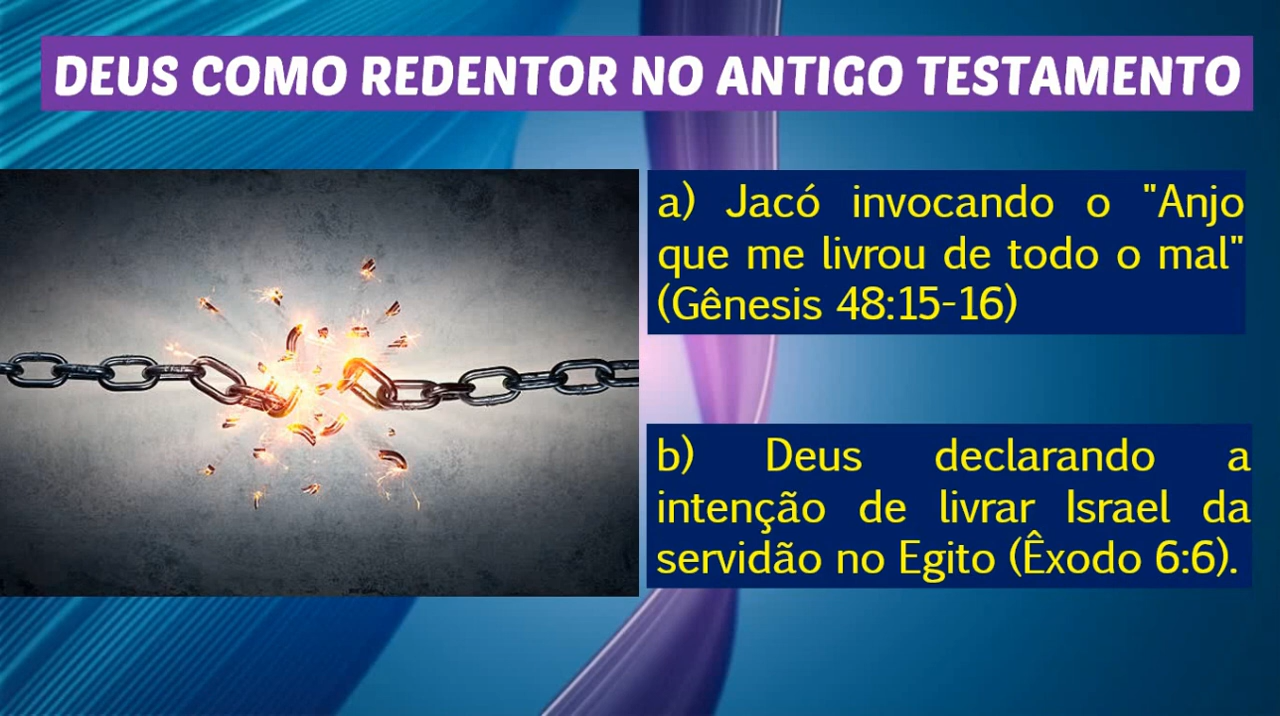 DEUS COMO REDENTOR NO ANTIGO TESTAMENTO
a) Jacó invocando o "Anjo
que me livrou de todo o mal"
(Gênesis 48:15-16)
b) Deus declarando a
intenção de livrar Israel da
servidão no Egito (Êxodo 6:6).